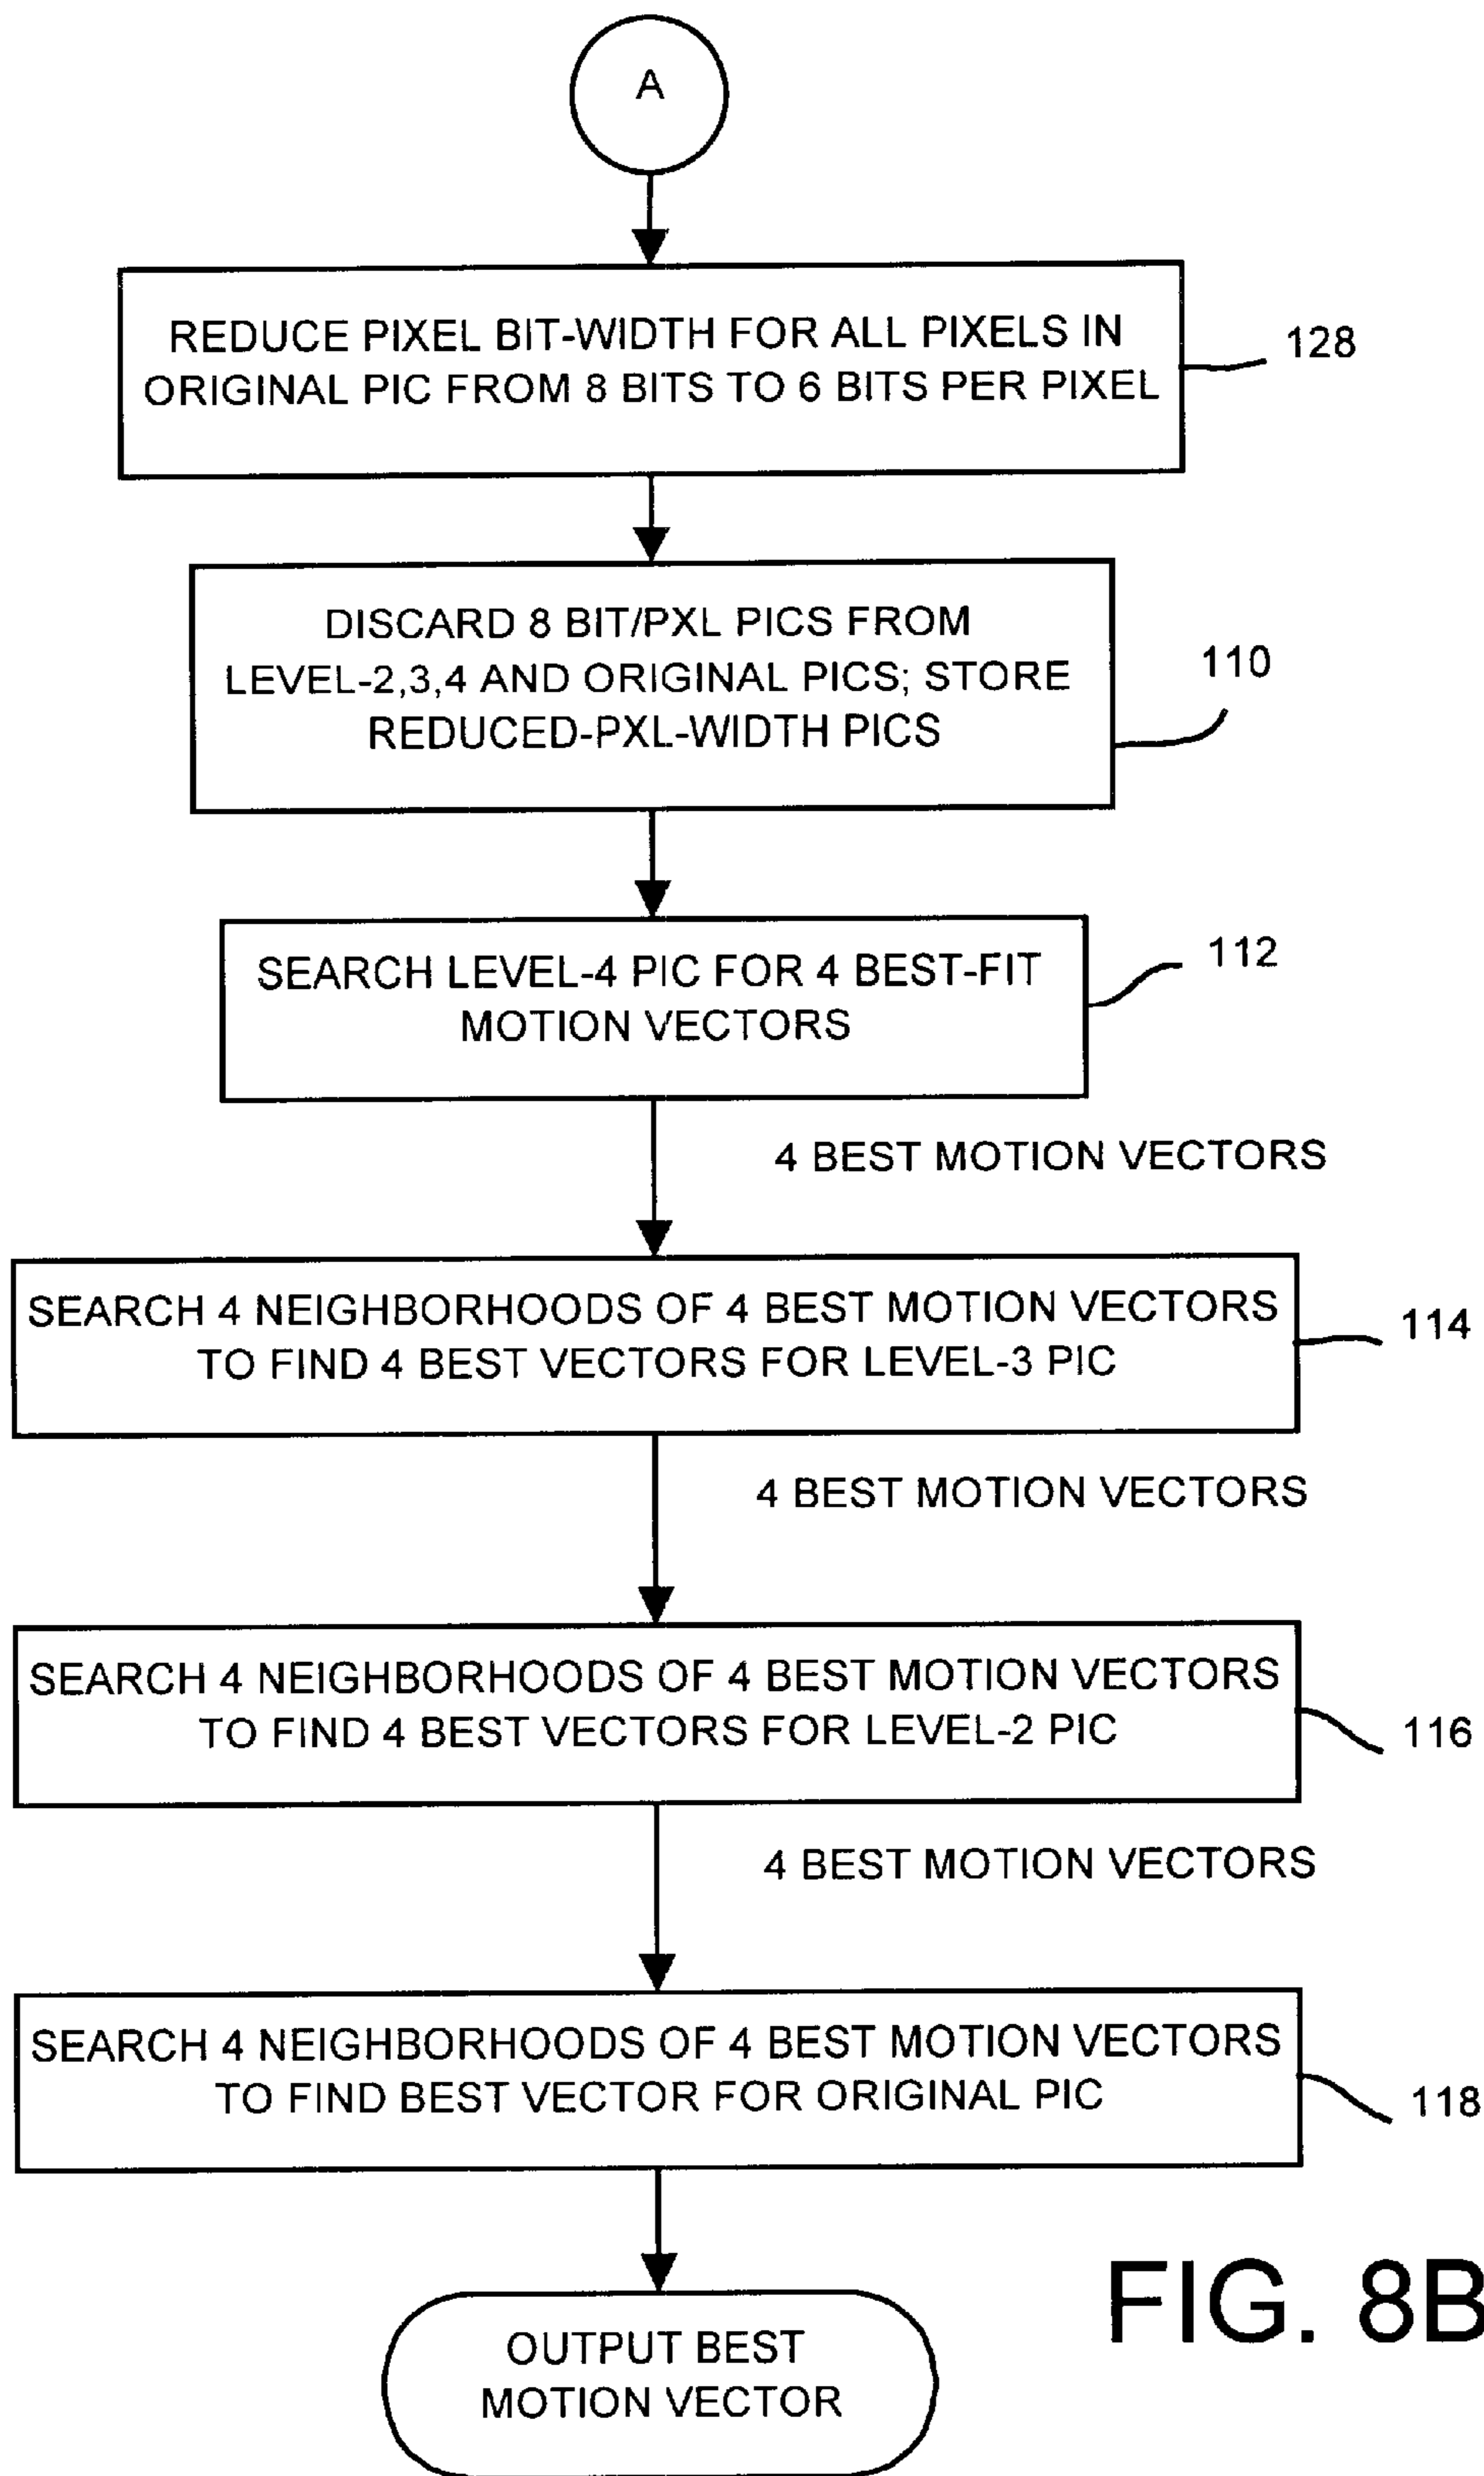 A
REDUCE PIXEL BIT-WIDTH FOR ALL PIXELS IN
ORIGINAL PIC FROM 8 BITS TO 6 BITS PER PIXEL
128
DISCARD 8 BIT/PXL PICS FROM
LEVEL-2,3,4 AND ORIGINAL PICS; STORE
REDUCED-PXL-WIDTH PICS
110
SEARCH LEVEL-4 PIC FOR 4 BEST-FIT
MOTION VECTORS
112
4 BEST MOTION VECTORS
SEARCH 4 NEIGHBORHOODS OF 4 BEST MOTION VECTORS
TO FIND 4 BEST VECTORS FOR LEVEL-3 PIC
114
4 BEST MOTION VECTORS
SEARCH 4 NEIGHBORHOODS OF 4 BEST MOTION VECTORS
TO FIND 4 BEST VECTORS FOR LEVEL-2 PIC
116
4 BEST MOTION VECTORS
SEARCH 4 NEIGHBORHOODS OF 4 BEST MOTION VECTORS
TO FIND BEST VECTOR FOR ORIGINAL PIC
118
OUTPUT BEST
MOTION VECTOR
FIG. 8B